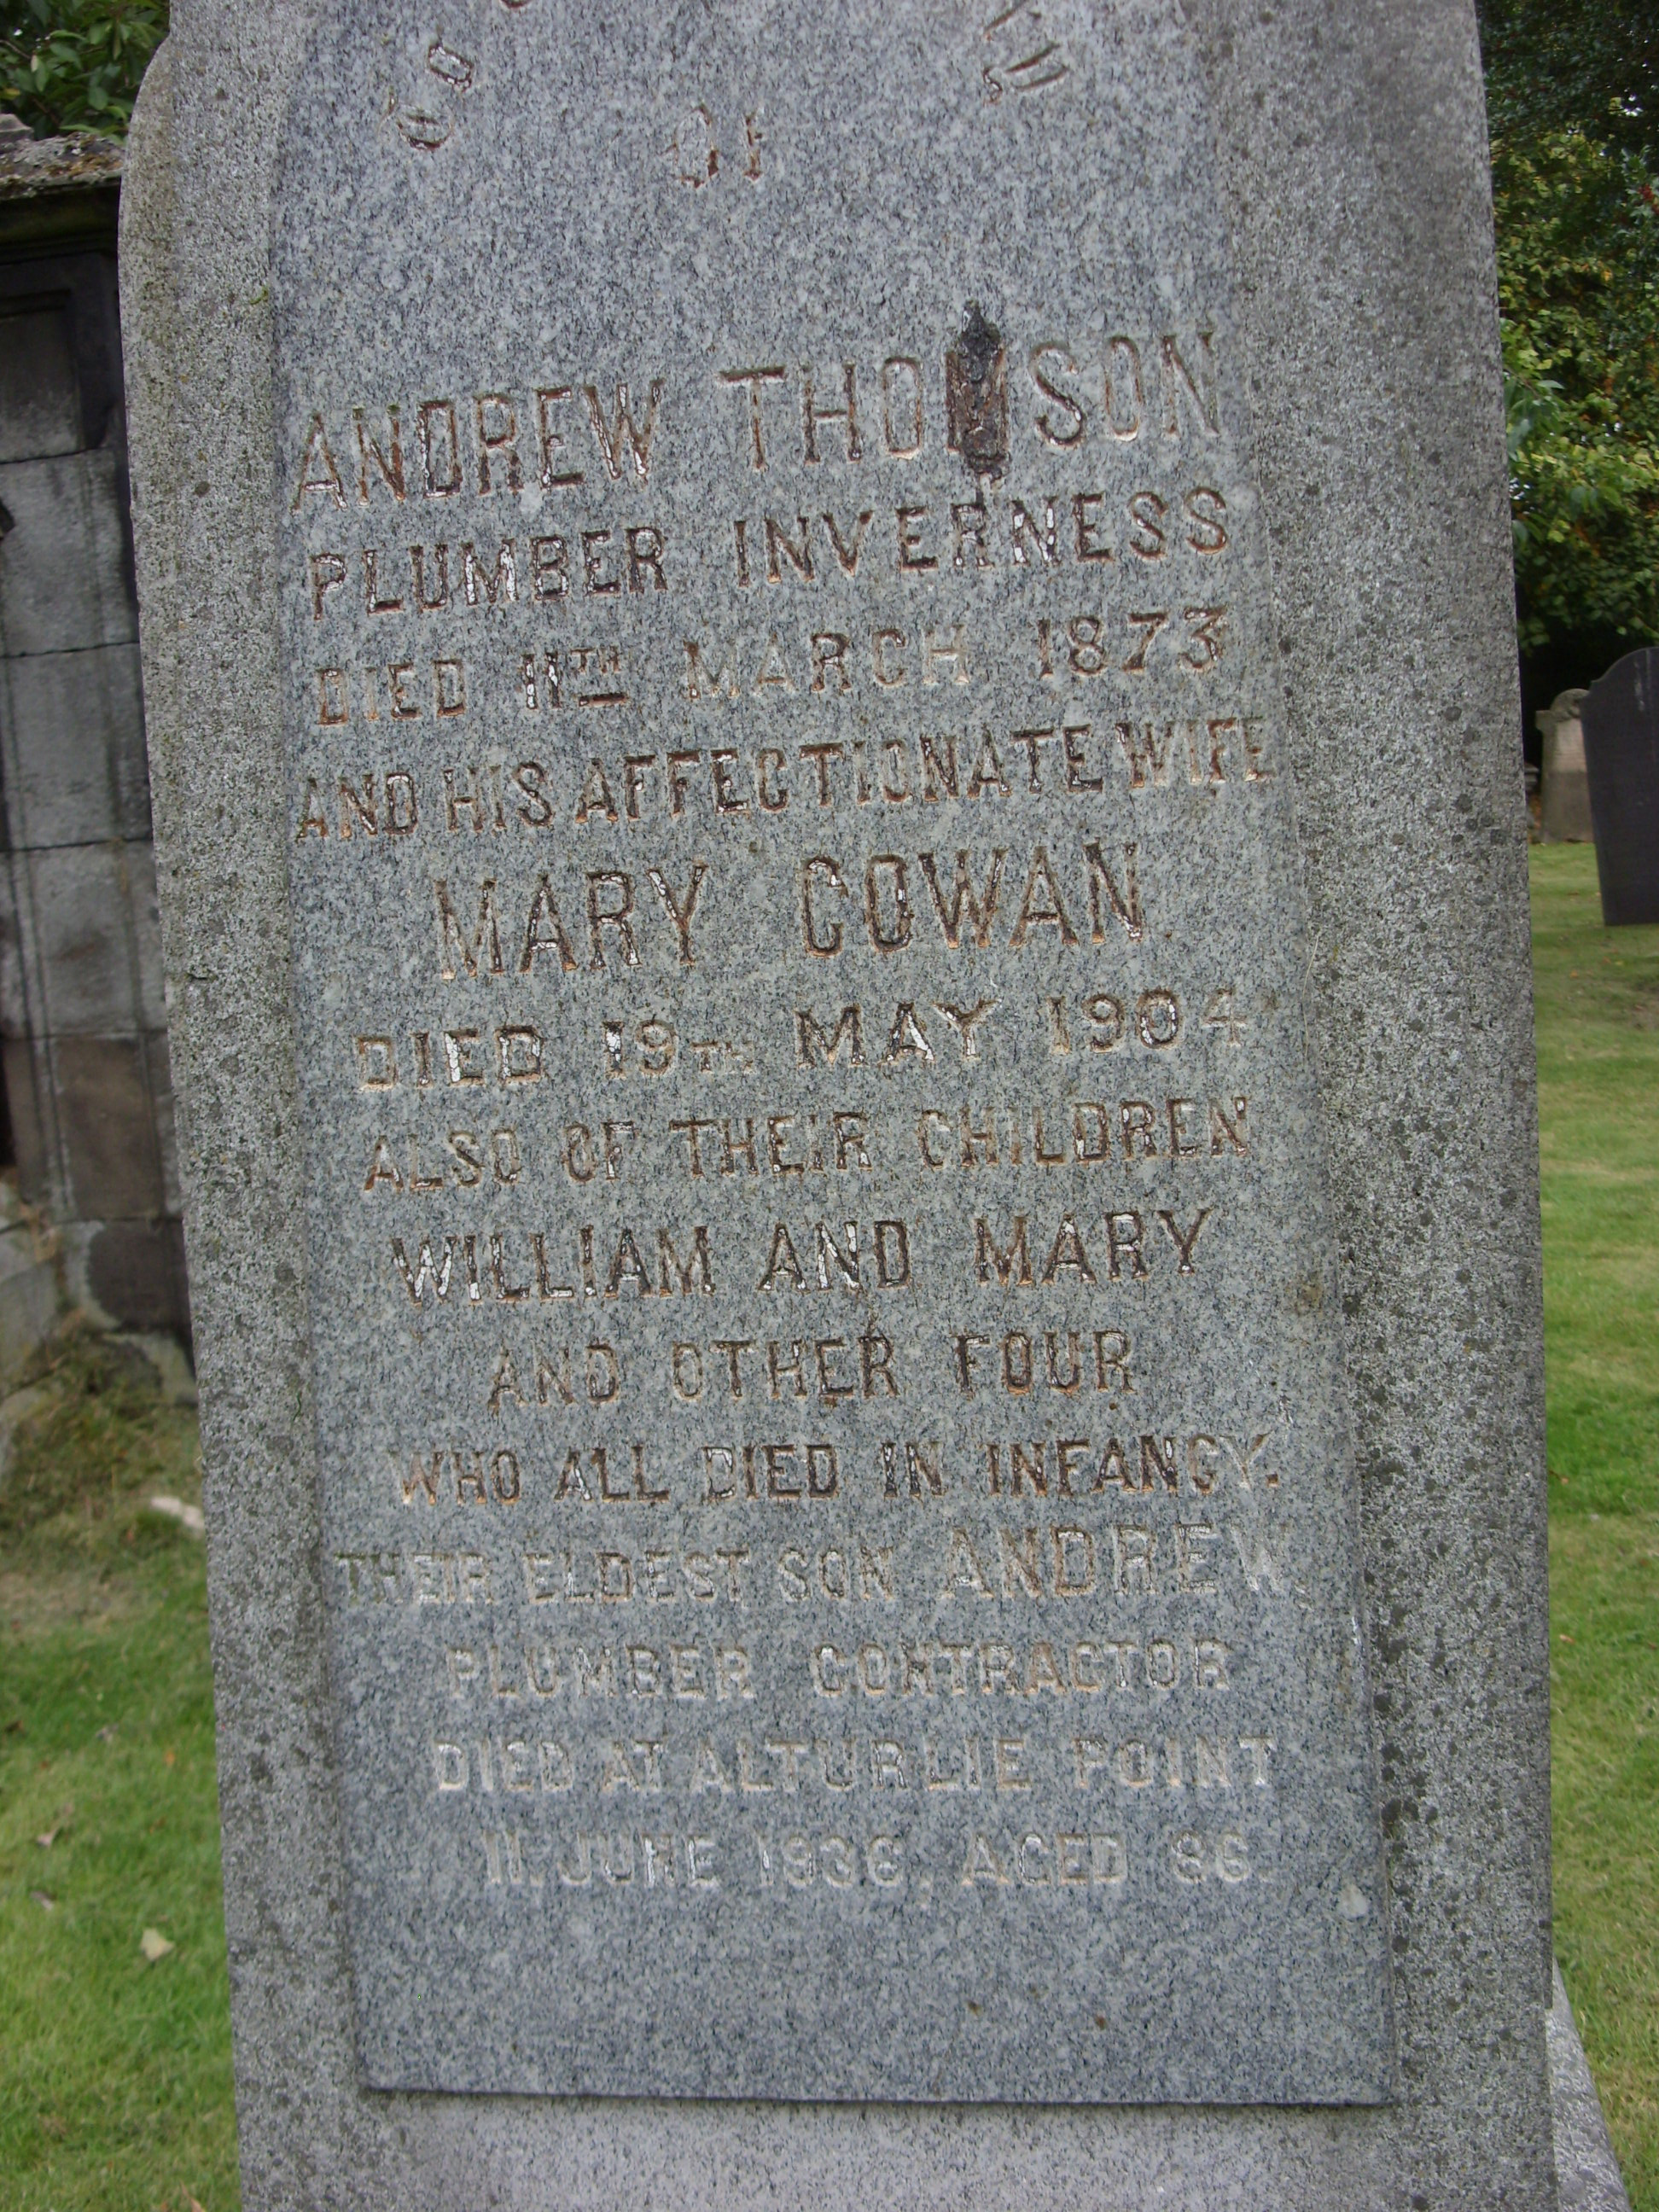 OF
ANDREW THOMSON
PLUMBER INVERNESS
DIED 11TH MARCH 1873
AND HIS AFFECTIONATE WIFE
MARY COWAN
DIED 19TH MAY 1904
ALSO OF THEIR CHILDREN
WILLIAM AND MARY
AND OTHER FOUR
WHO ALL DIED IN INFANCY.
THEIR ELDEST SON ANDREW
PLUMBER CONTRACTOR
DIED AT ALTURLIE POINT
11. JUNE 1936, AGED 86.